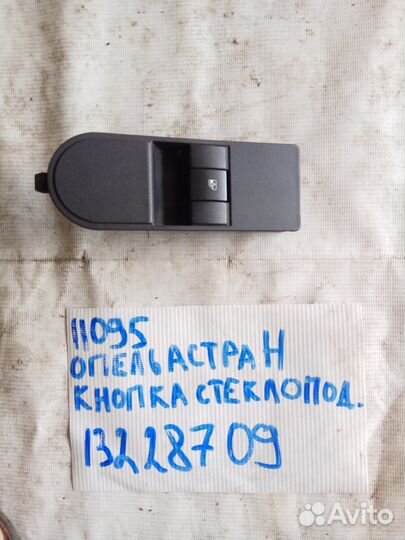 11095
ОПЕЛЬ АСТРА H
КНОПКА СТЕКЛОПОД.
13228709
Avito